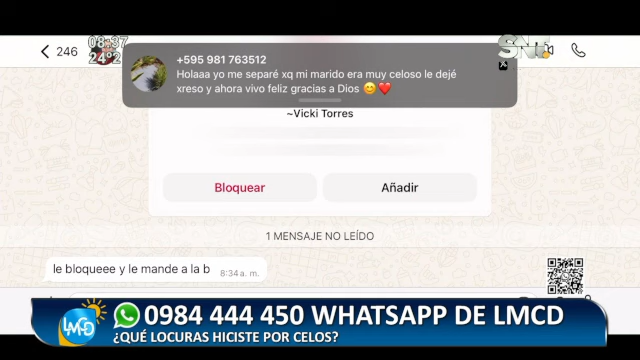 246
08:37
24°2
SNT
+595 981 763512
Holaaa yo me separé xq mi marido era muy celoso le dejé
xreso y ahora vivo feliz gracias a Dios 😊❤️
~Vicki Torres
Bloquear
Añadir
1 MENSAJE NO LEÍDO
le bloqueee y le mande a la b
8:34 a. m.
LMCD
0984 444 450 WHATSAPP DE LMCD
¿QUÉ LOCURAS HICISTE POR CELOS?